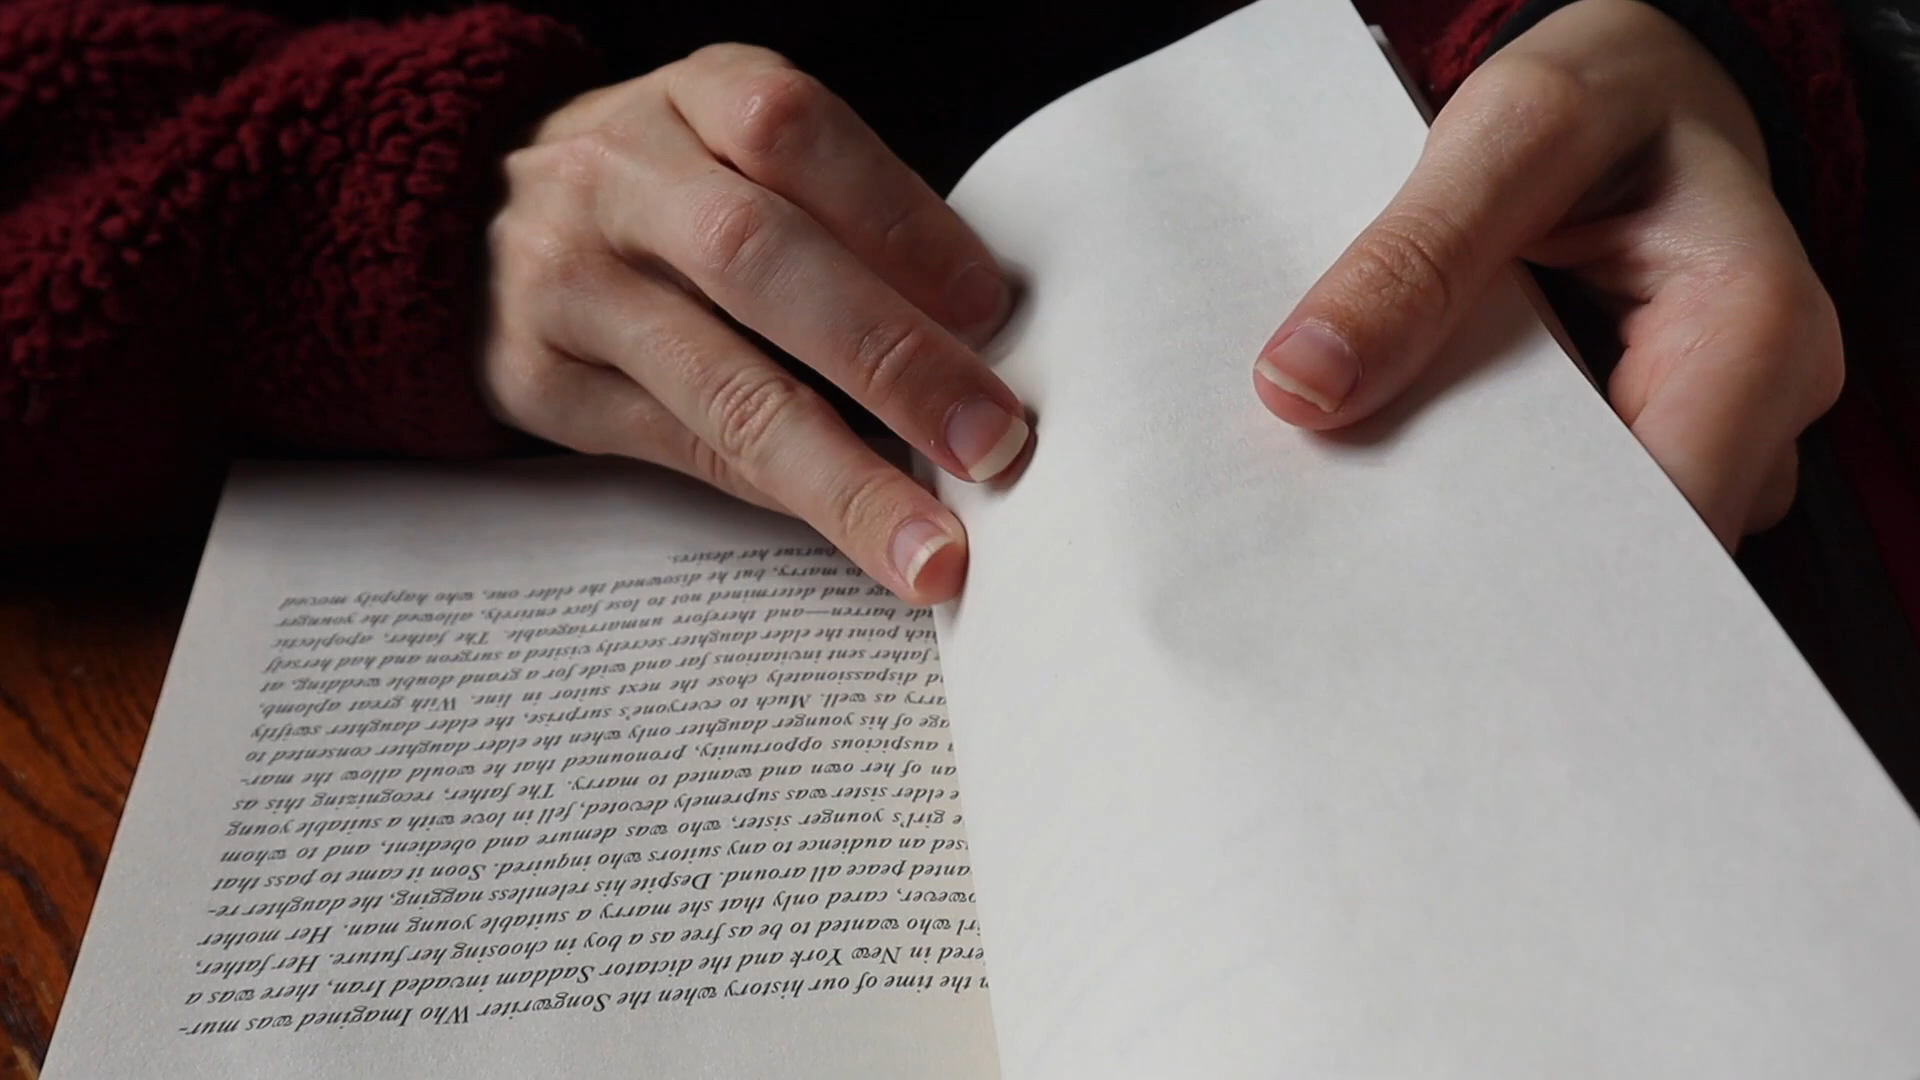 n the time of our history when the Songwriter Who Imagined was mur-
ered in New York and the dictator Saddam invaded Iran, there was a
irl who wanted to be as free as a boy in choosing her future. Her father,
owever, cared only that she marry a suitable young man. Her mother
anted peace all around. Despite his relentless nagging, the daughter re-
used an audience to any suitors who inquired. Soon it came to pass that
e girl's younger sister, who was demure and obedient, and to whom
e elder sister was supremely devoted, fell in love with a suitable young
an of her own and wanted to marry. The father, recognizing this as
n auspicious opportunity, pronounced that he would allow the mar-
age of his younger daughter only when the elder daughter consented to
arry as well. Much to everyone's surprise, the elder daughter swiftly
nd dispassionately chose the next suitor in line. With great aplomb,
father sent invitations far and wide for a grand double wedding, at
hich point the elder daughter secretly visited a surgeon and had herself
ade barren—and therefore unmarriageable. The father, apoplectic
age and determined not to lose face entirely, allowed the younger
to marry, but he disowned the elder one, who happily moved
pursue her desires.